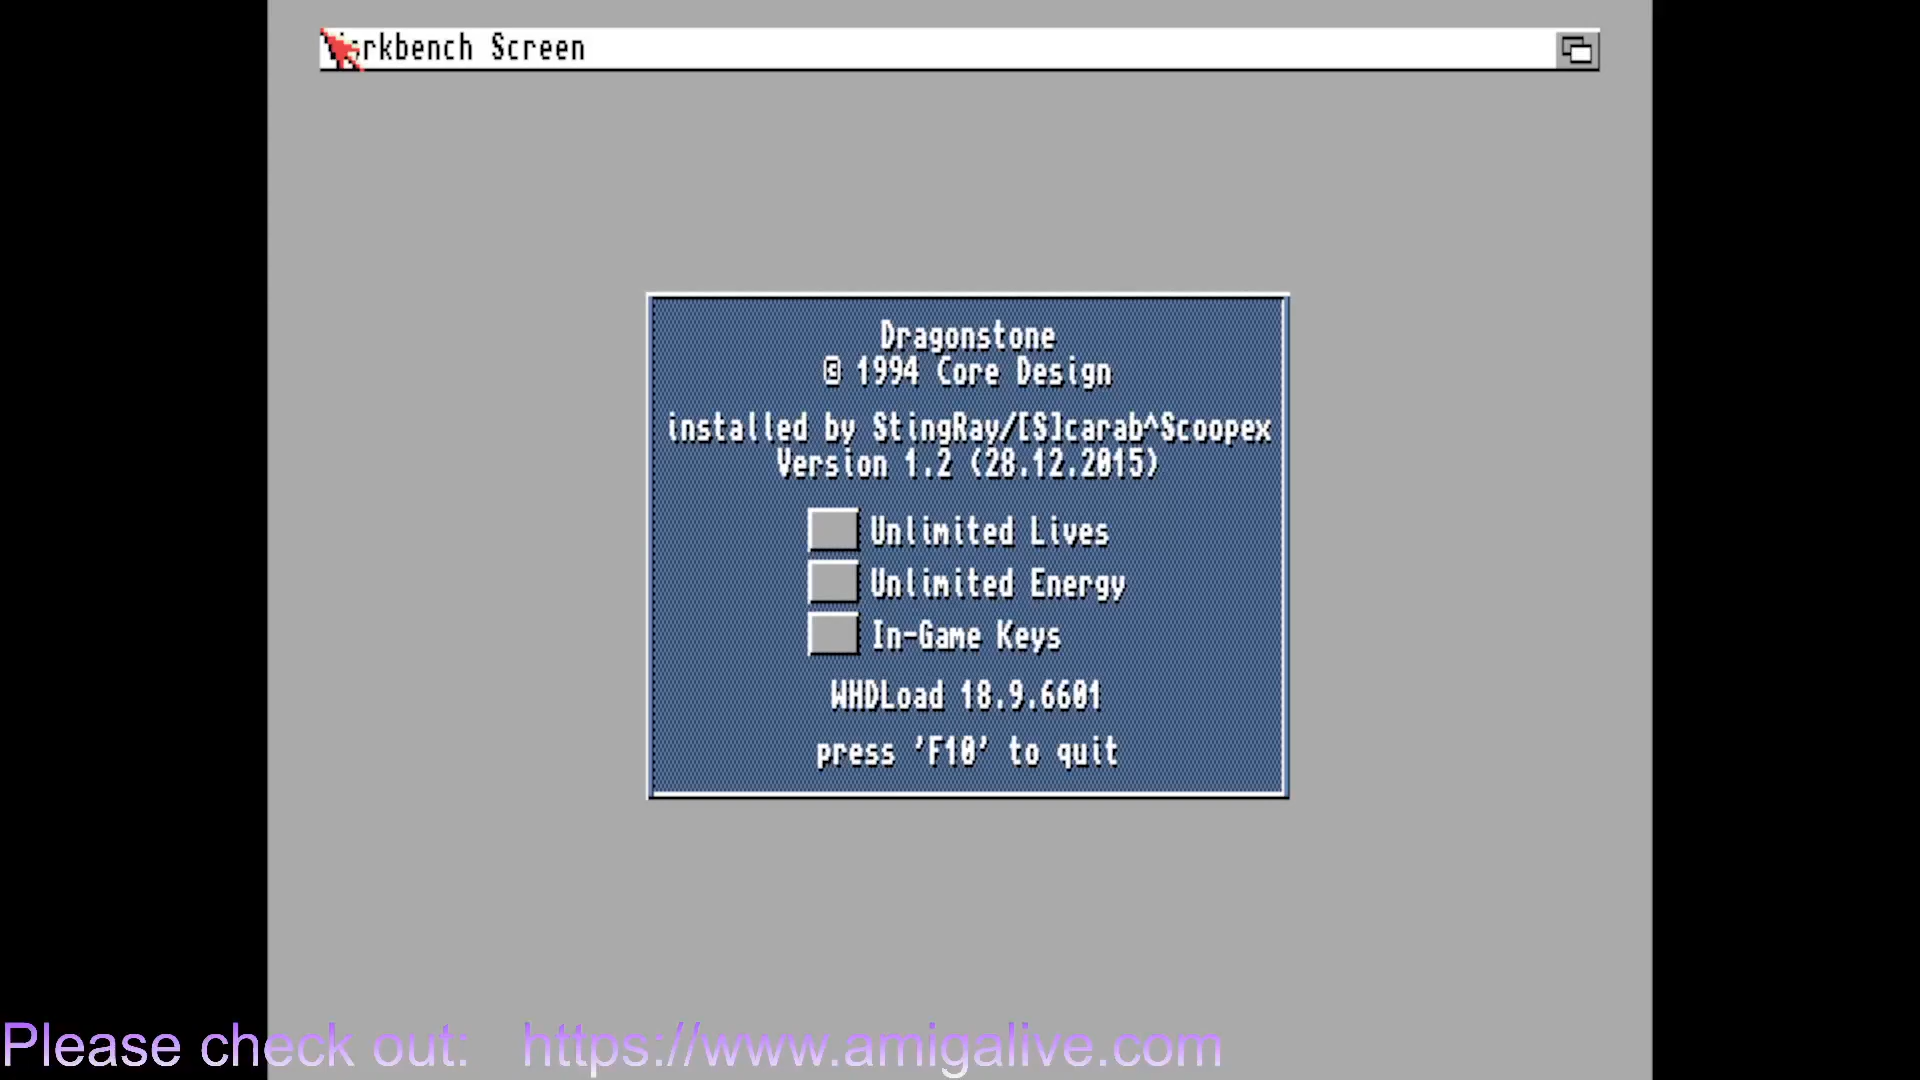 rkbench Screen
Dragonstone
© 1994 Core Design
installed by StingRay/[S]carab^Scoopex
Version 1.2 (28.12.2015)
Unlimited Lives
Unlimited Energy
In-Game Keys
WHDLoad 18.9.6601
press 'F10' to quit
Please check out: https://www.amigalive.com